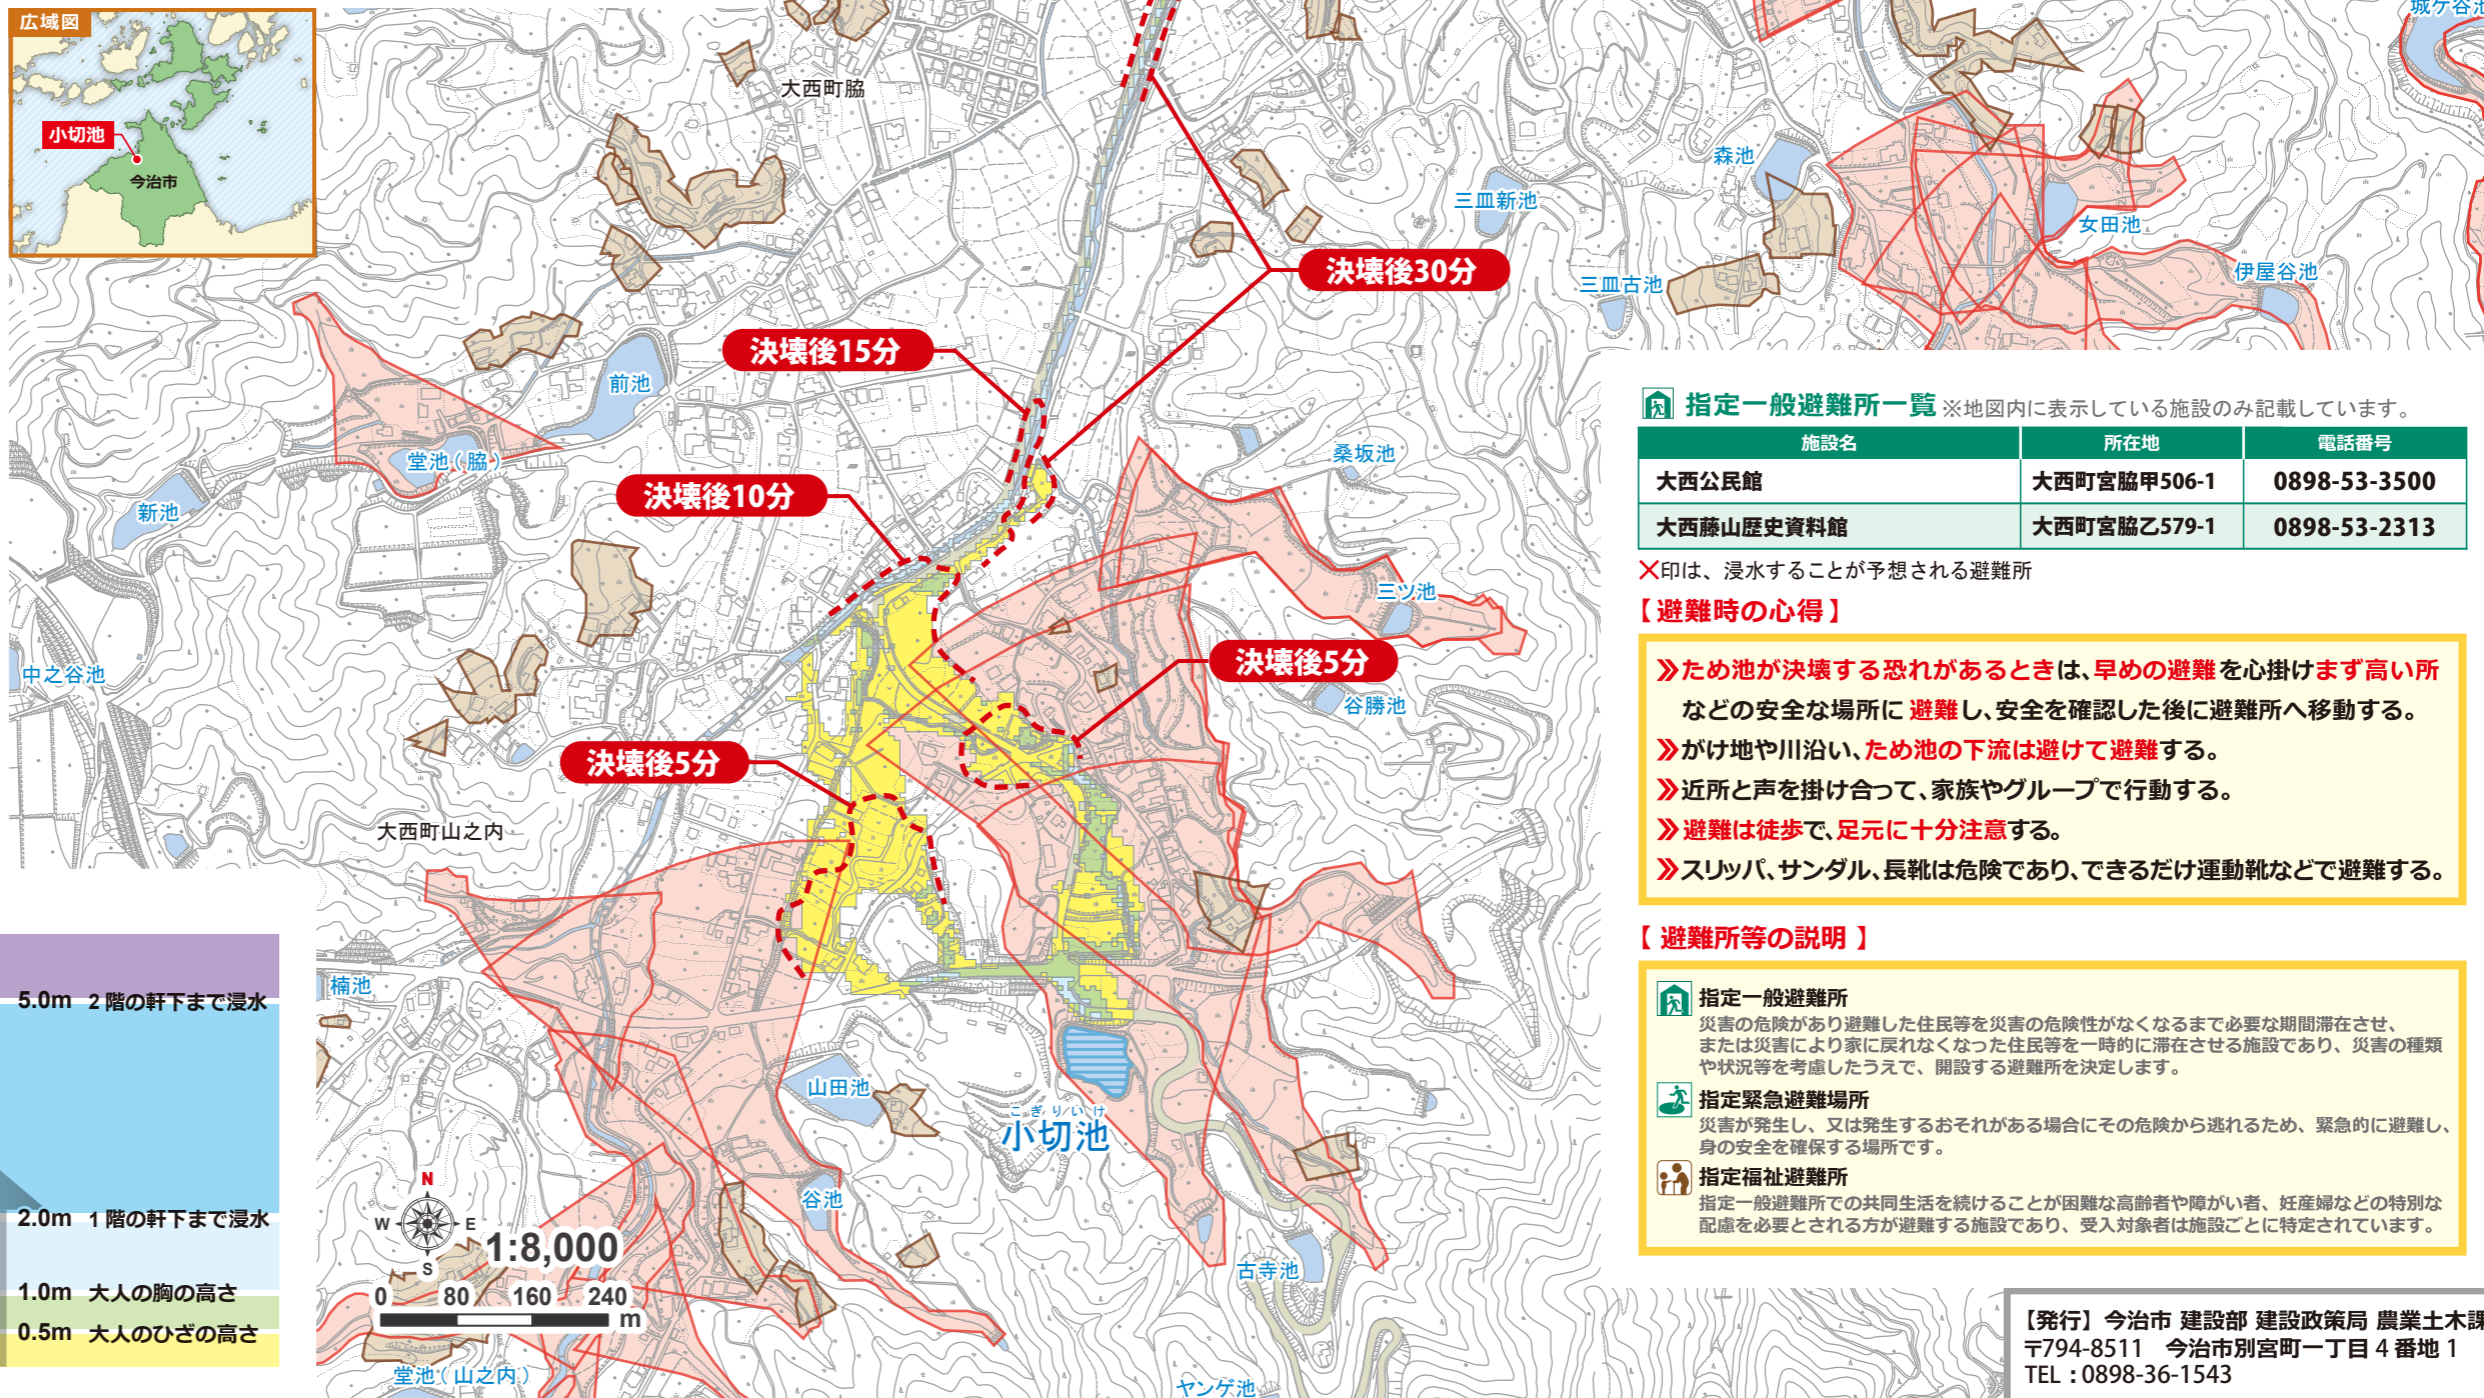 広域図
小切池
今治市
大西町脇
城ケ谷池
森池
三皿新池
女田池
伊屋谷池
三皿古池
決壊後30分
決壊後15分
前池
堂池(脇)
新池
決壊後10分
桑坂池
三ツ池
中之谷池
決壊後5分
谷勝池
決壊後5分
大西町山之内
楠池
山田池
こぎりいけ
小切池
谷池
古寺池
堂池(山之内)
ヤンゲ池
N
W E
S
1:8,000
0 80 160 240
m
5.0m 2階の軒下まで浸水
2.0m 1階の軒下まで浸水
1.0m 大人の胸の高さ
0.5m 大人のひざの高さ
指定一般避難所一覧 ※地図内に表示している施設のみ記載しています。
施設名 所在地 電話番号
大西公民館 大西町宮脇甲506-1 0898-53-3500
大西藤山歴史資料館 大西町宮脇乙579-1 0898-53-2313
×印は、浸水することが予想される避難所
【避難時の心得】
≫ため池が決壊する恐れがあるときは、早めの避難を心掛けまず高い所
などの安全な場所に避難し、安全を確認した後に避難所へ移動する。
≫がけ地や川沿い、ため池の下流は避けて避難する。
≫近所と声を掛け合って、家族やグループで行動する。
≫避難は徒歩で、足元に十分注意する。
≫スリッパ、サンダル、長靴は危険であり、できるだけ運動靴などで避難する。
【避難所等の説明】
指定一般避難所
災害の危険があり避難した住民等を災害の危険性がなくなるまで必要な期間滞在させ、
または災害により家に戻れなくなった住民等を一時的に滞在させる施設であり、災害の種類
や状況等を考慮したうえで、開設する避難所を決定します。
指定緊急避難場所
災害が発生し、又は発生するおそれがある場合にその危険から逃れるため、緊急的に避難し、
身の安全を確保する場所です。
指定福祉避難所
指定一般避難所での共同生活を続けることが困難な高齢者や障がい者、妊産婦などの特別な
配慮を必要とされる方が避難する施設であり、受入対象者は施設ごとに特定されています。
【発行】今治市 建設部 建設政策局 農業土木課
〒794-8511 今治市別宮町一丁目4番地1
TEL:0898-36-1543